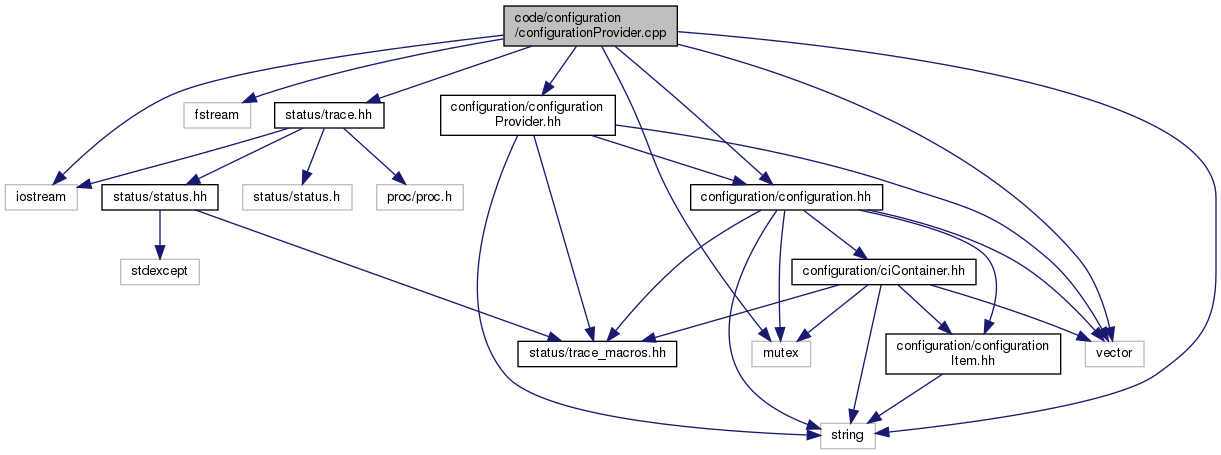 code/configuration
/configurationProvider.cpp
fstream
status/trace.hh
configuration/configuration
Provider.hh
iostream
status/status.hh
status/status.h
proc/proc.h
configuration/configuration.hh
stdexcept
configuration/ciContainer.hh
status/trace_macros.hh
mutex
configuration/configuration
Item.hh
vector
string